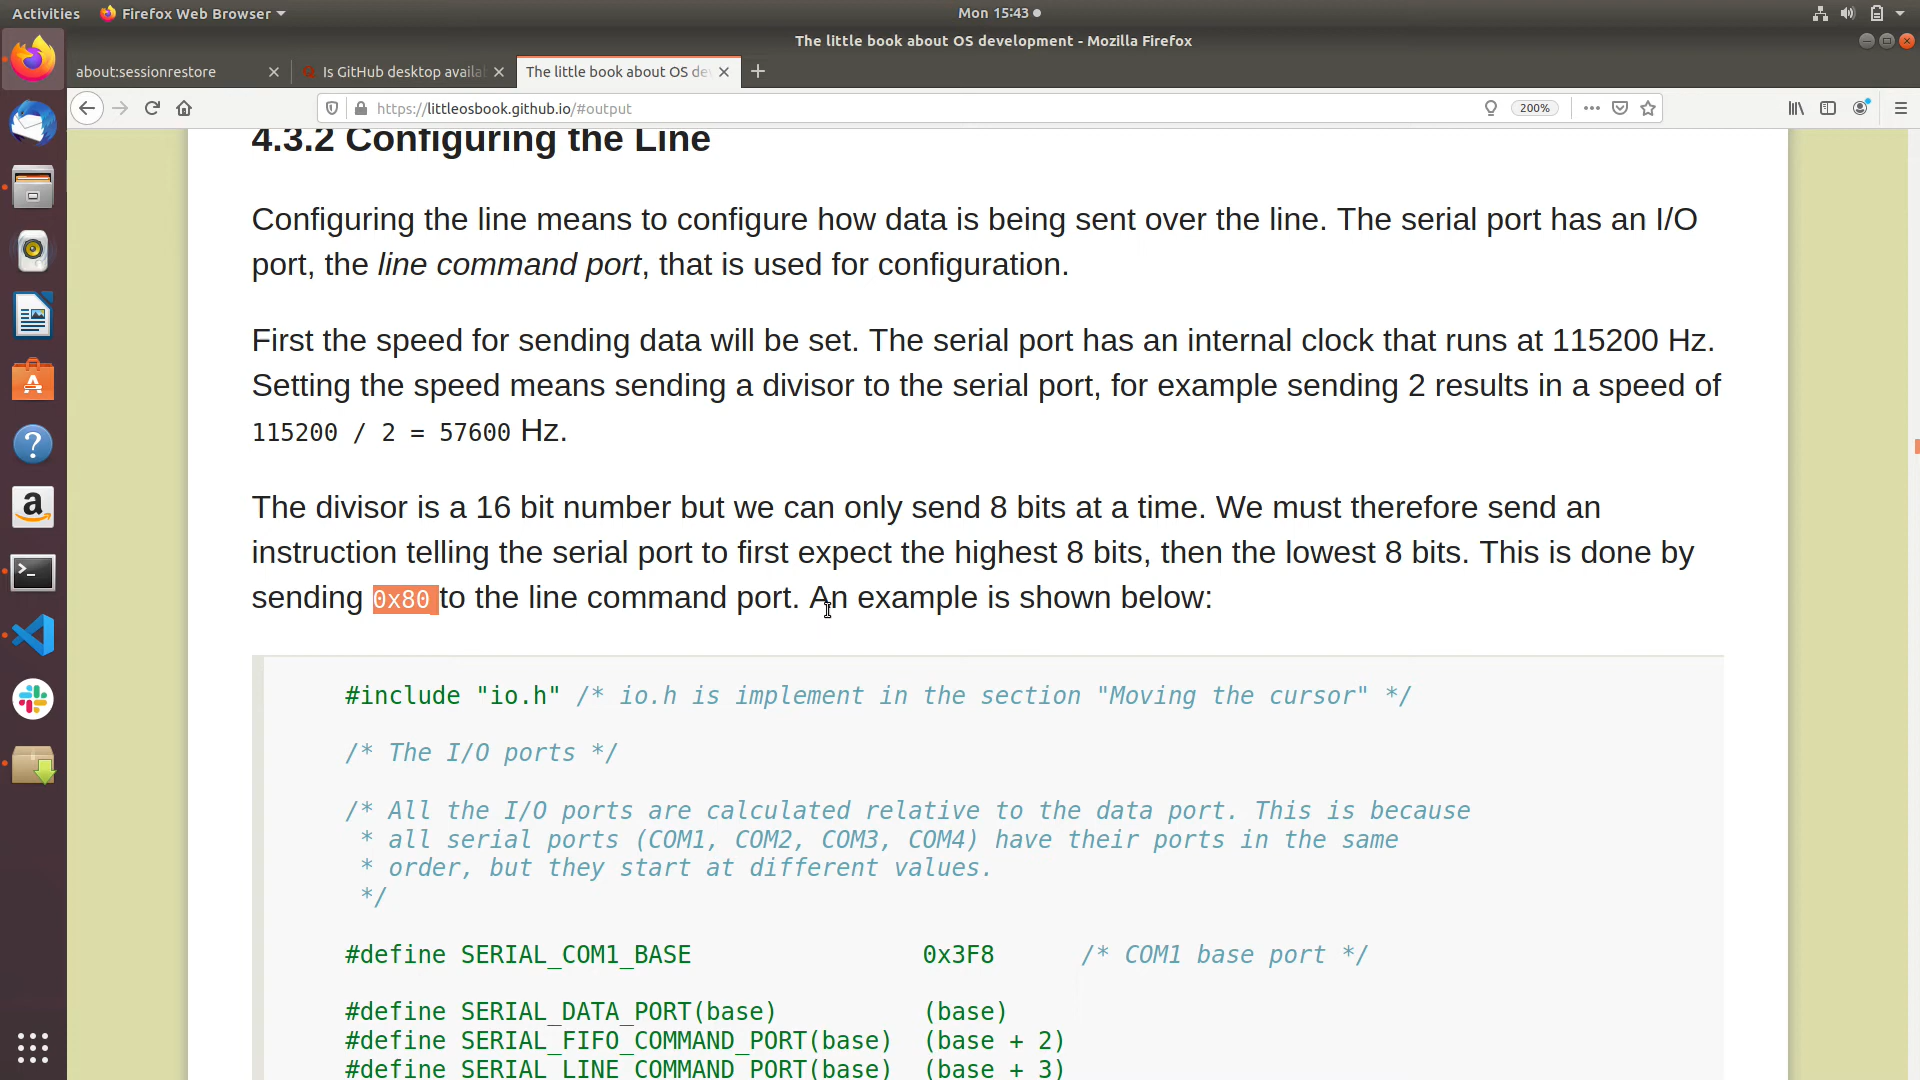 Activities Firefox Web Browser Mon 15:43
The little book about OS development - Mozilla Firefox
about:sessionrestore Is GitHub desktop availa The little book about OS de
https://littleosbook.github.io/#output 200%
4.3.2 Configuring the Line
Configuring the line means to configure how data is being sent over the line. The serial port has an I/O
port, the line command port, that is used for configuration.
First the speed for sending data will be set. The serial port has an internal clock that runs at 115200 Hz.
Setting the speed means sending a divisor to the serial port, for example sending 2 results in a speed of
115200 / 2 = 57600 Hz.
The divisor is a 16 bit number but we can only send 8 bits at a time. We must therefore send an
instruction telling the serial port to first expect the highest 8 bits, then the lowest 8 bits. This is done by
sending 0x80 to the line command port. An example is shown below:
#include "io.h" /* io.h is implement in the section "Moving the cursor" */
/* The I/O ports */
/* All the I/O ports are calculated relative to the data port. This is because
* all serial ports (COM1, COM2, COM3, COM4) have their ports in the same
* order, but they start at different values.
*/
#define SERIAL_COM1_BASE 0x3F8 /* COM1 base port */
#define SERIAL_DATA_PORT(base) (base)
#define SERIAL_FIFO_COMMAND_PORT(base) (base + 2)
#define SERIAL_LINE_COMMAND_PORT(base) (base + 3)